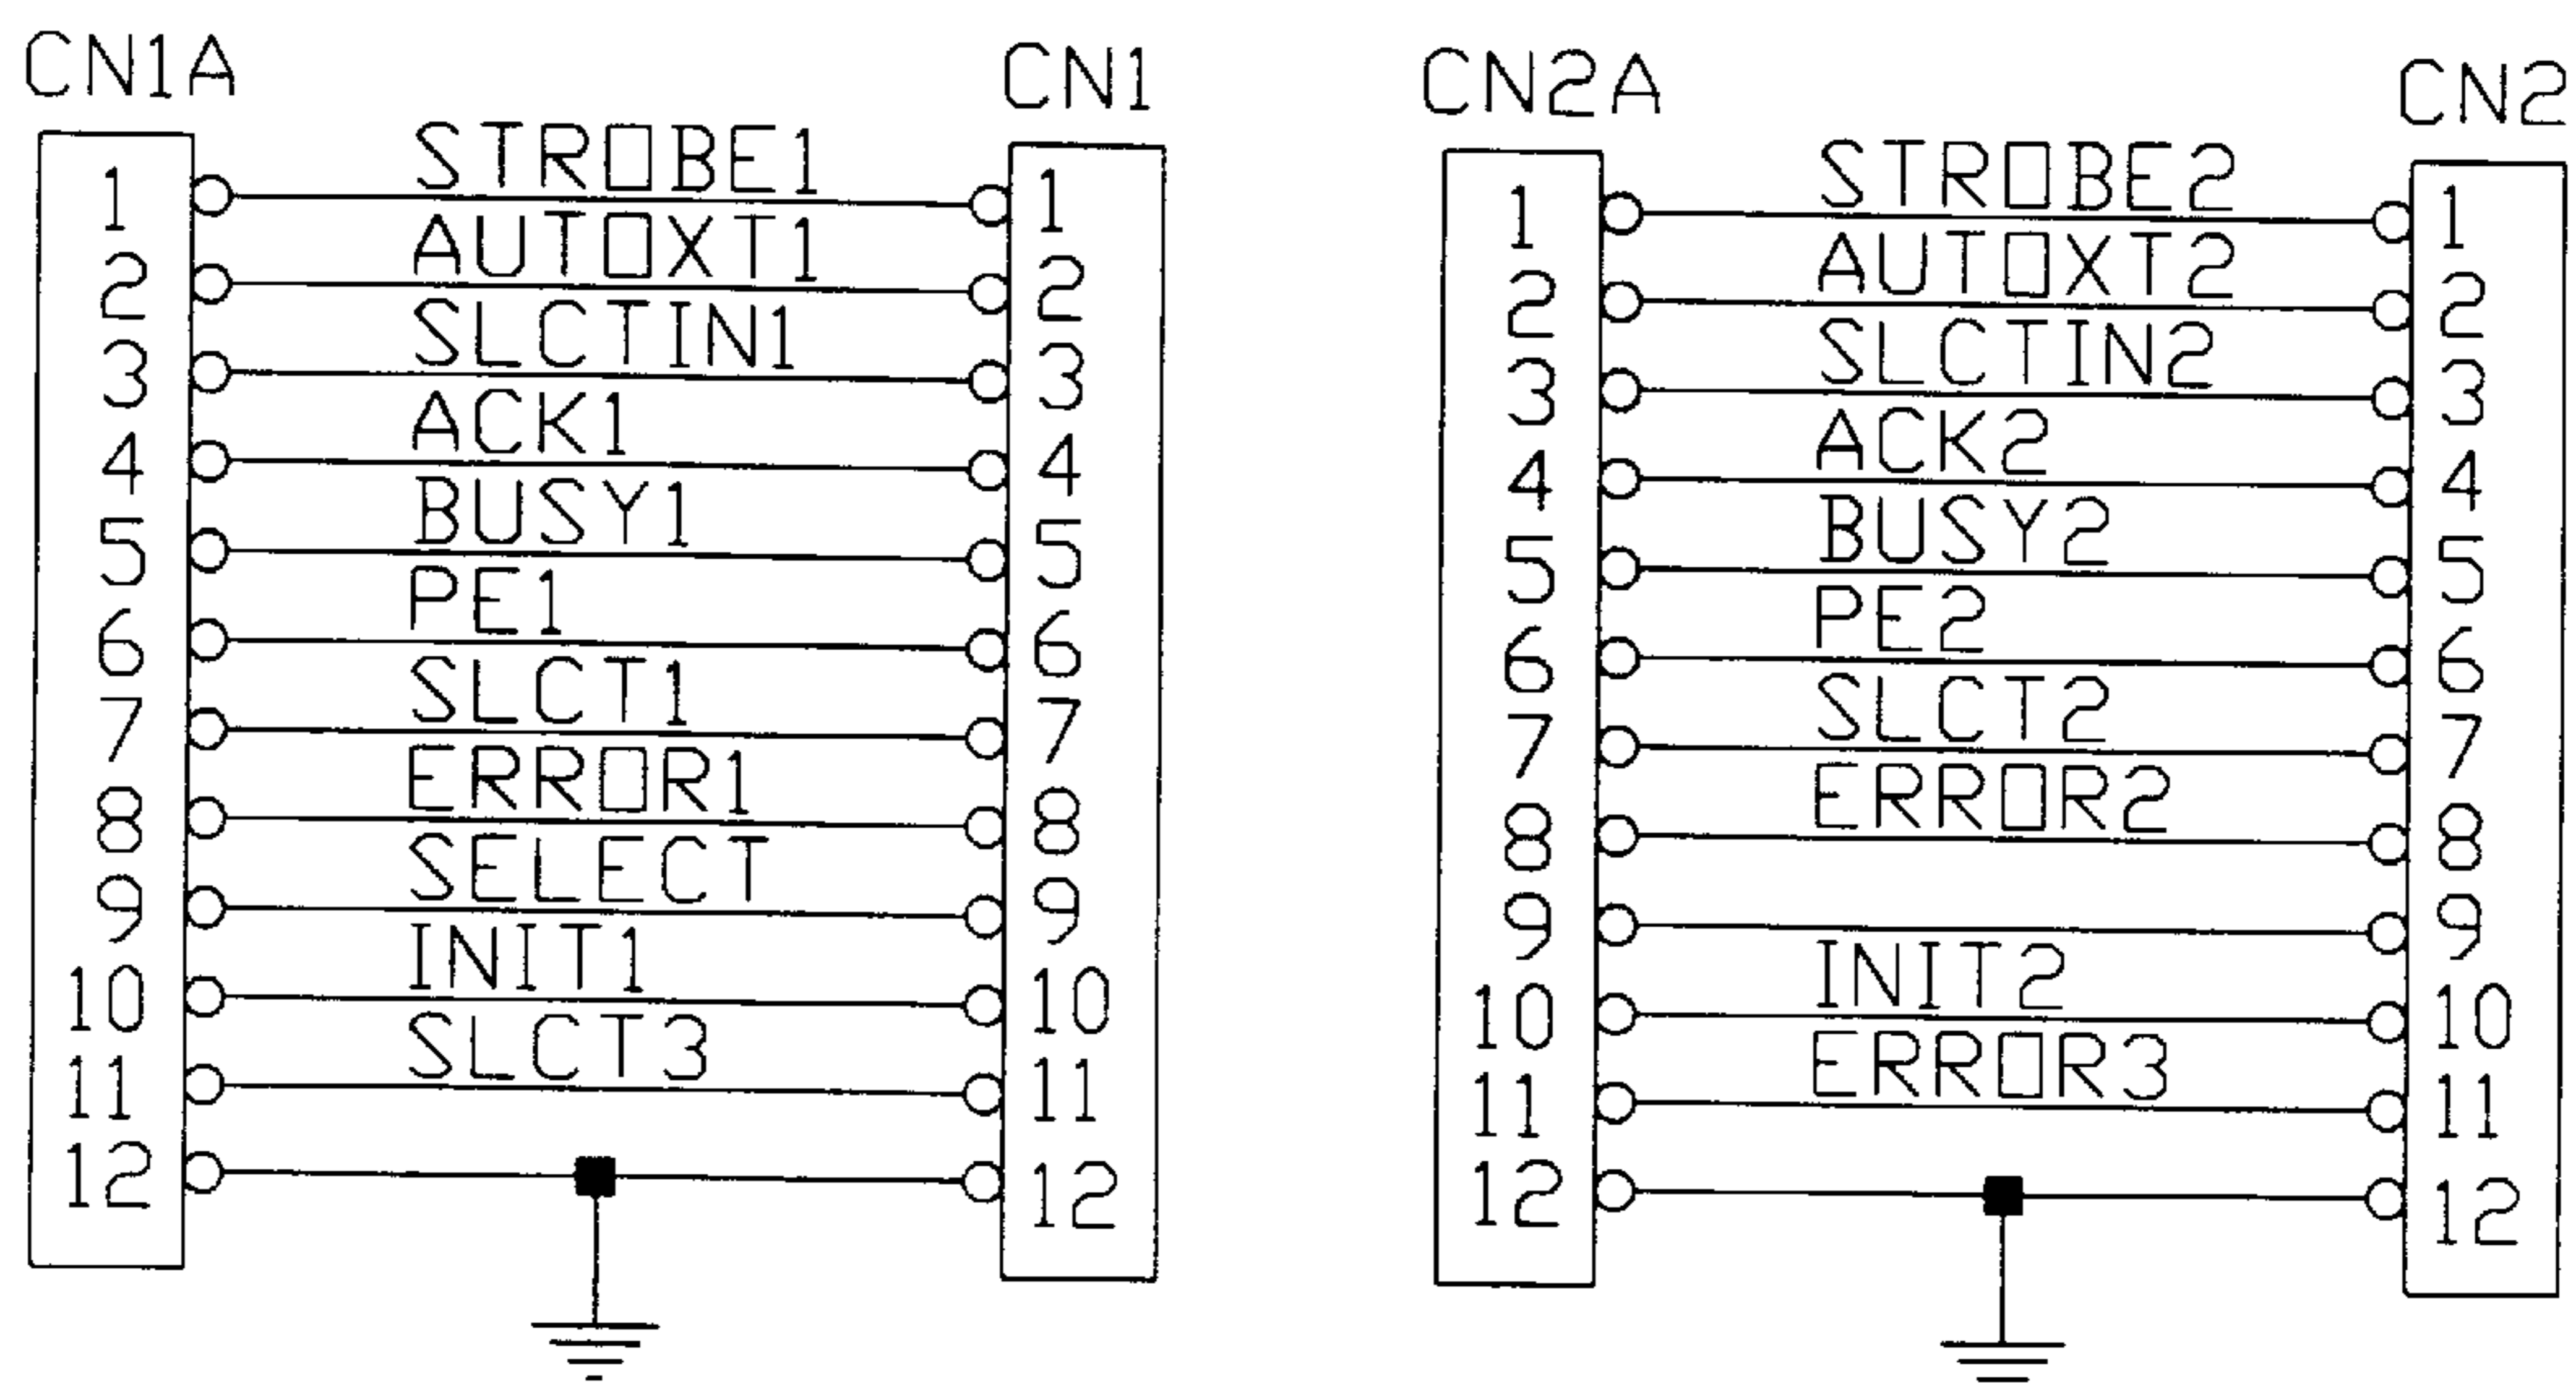 CN1A CN1 CN2A CN2
1 STROBE1 1 1 STROBE2 1
2 AUTOXT1 2 2 AUTOXT2 2
3 SLCTIN1 3 3 SLCTIN2 3
4 ACK1 4 4 ACK2 4
5 BUSY1 5 5 BUSY2 5
6 PE1 6 6 PE2 6
7 SLCT1 7 7 SLCT2 7
8 ERROR1 8 8 ERROR2 8
9 SELECT 9 9 9
10 INIT1 10 10 INIT2 10
11 SLCT3 11 11 ERROR3 11
12 12 12 12